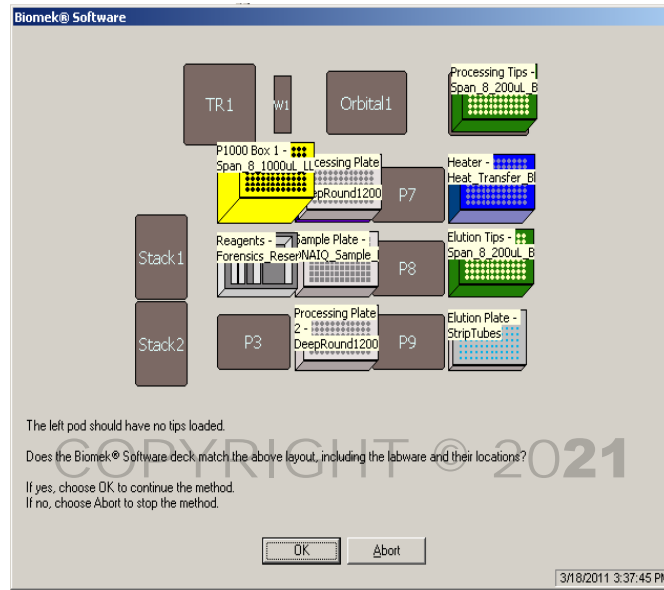 Biomek® Software
TR1
W1
Orbital1
Processing Tips -
Span_8_200uL_B
P1000 Box 1 -
Span_8_1000uL_LL
cessing Plate
eepRound1200
P7
Heater -
Heat_Transfer_Bl
Stack1
Reagents -
Forensics_Reser
Sample Plate -
DNAIQ_Sample_
P8
Elution Tips -
Span_8_200uL_B
Stack2
P3
Processing Plate
2 -
DeepRound1200
P9
Elution Plate -
StripTubes
The left pod should have no tips loaded.
Does the Biomek® Software deck match the above layout, including the labware and their locations?
COPYRIGHT © 2021
If yes, choose OK to continue the method.
If no, choose Abort to stop the method.
OK
Abort
3/18/2011 3:37:45 PM